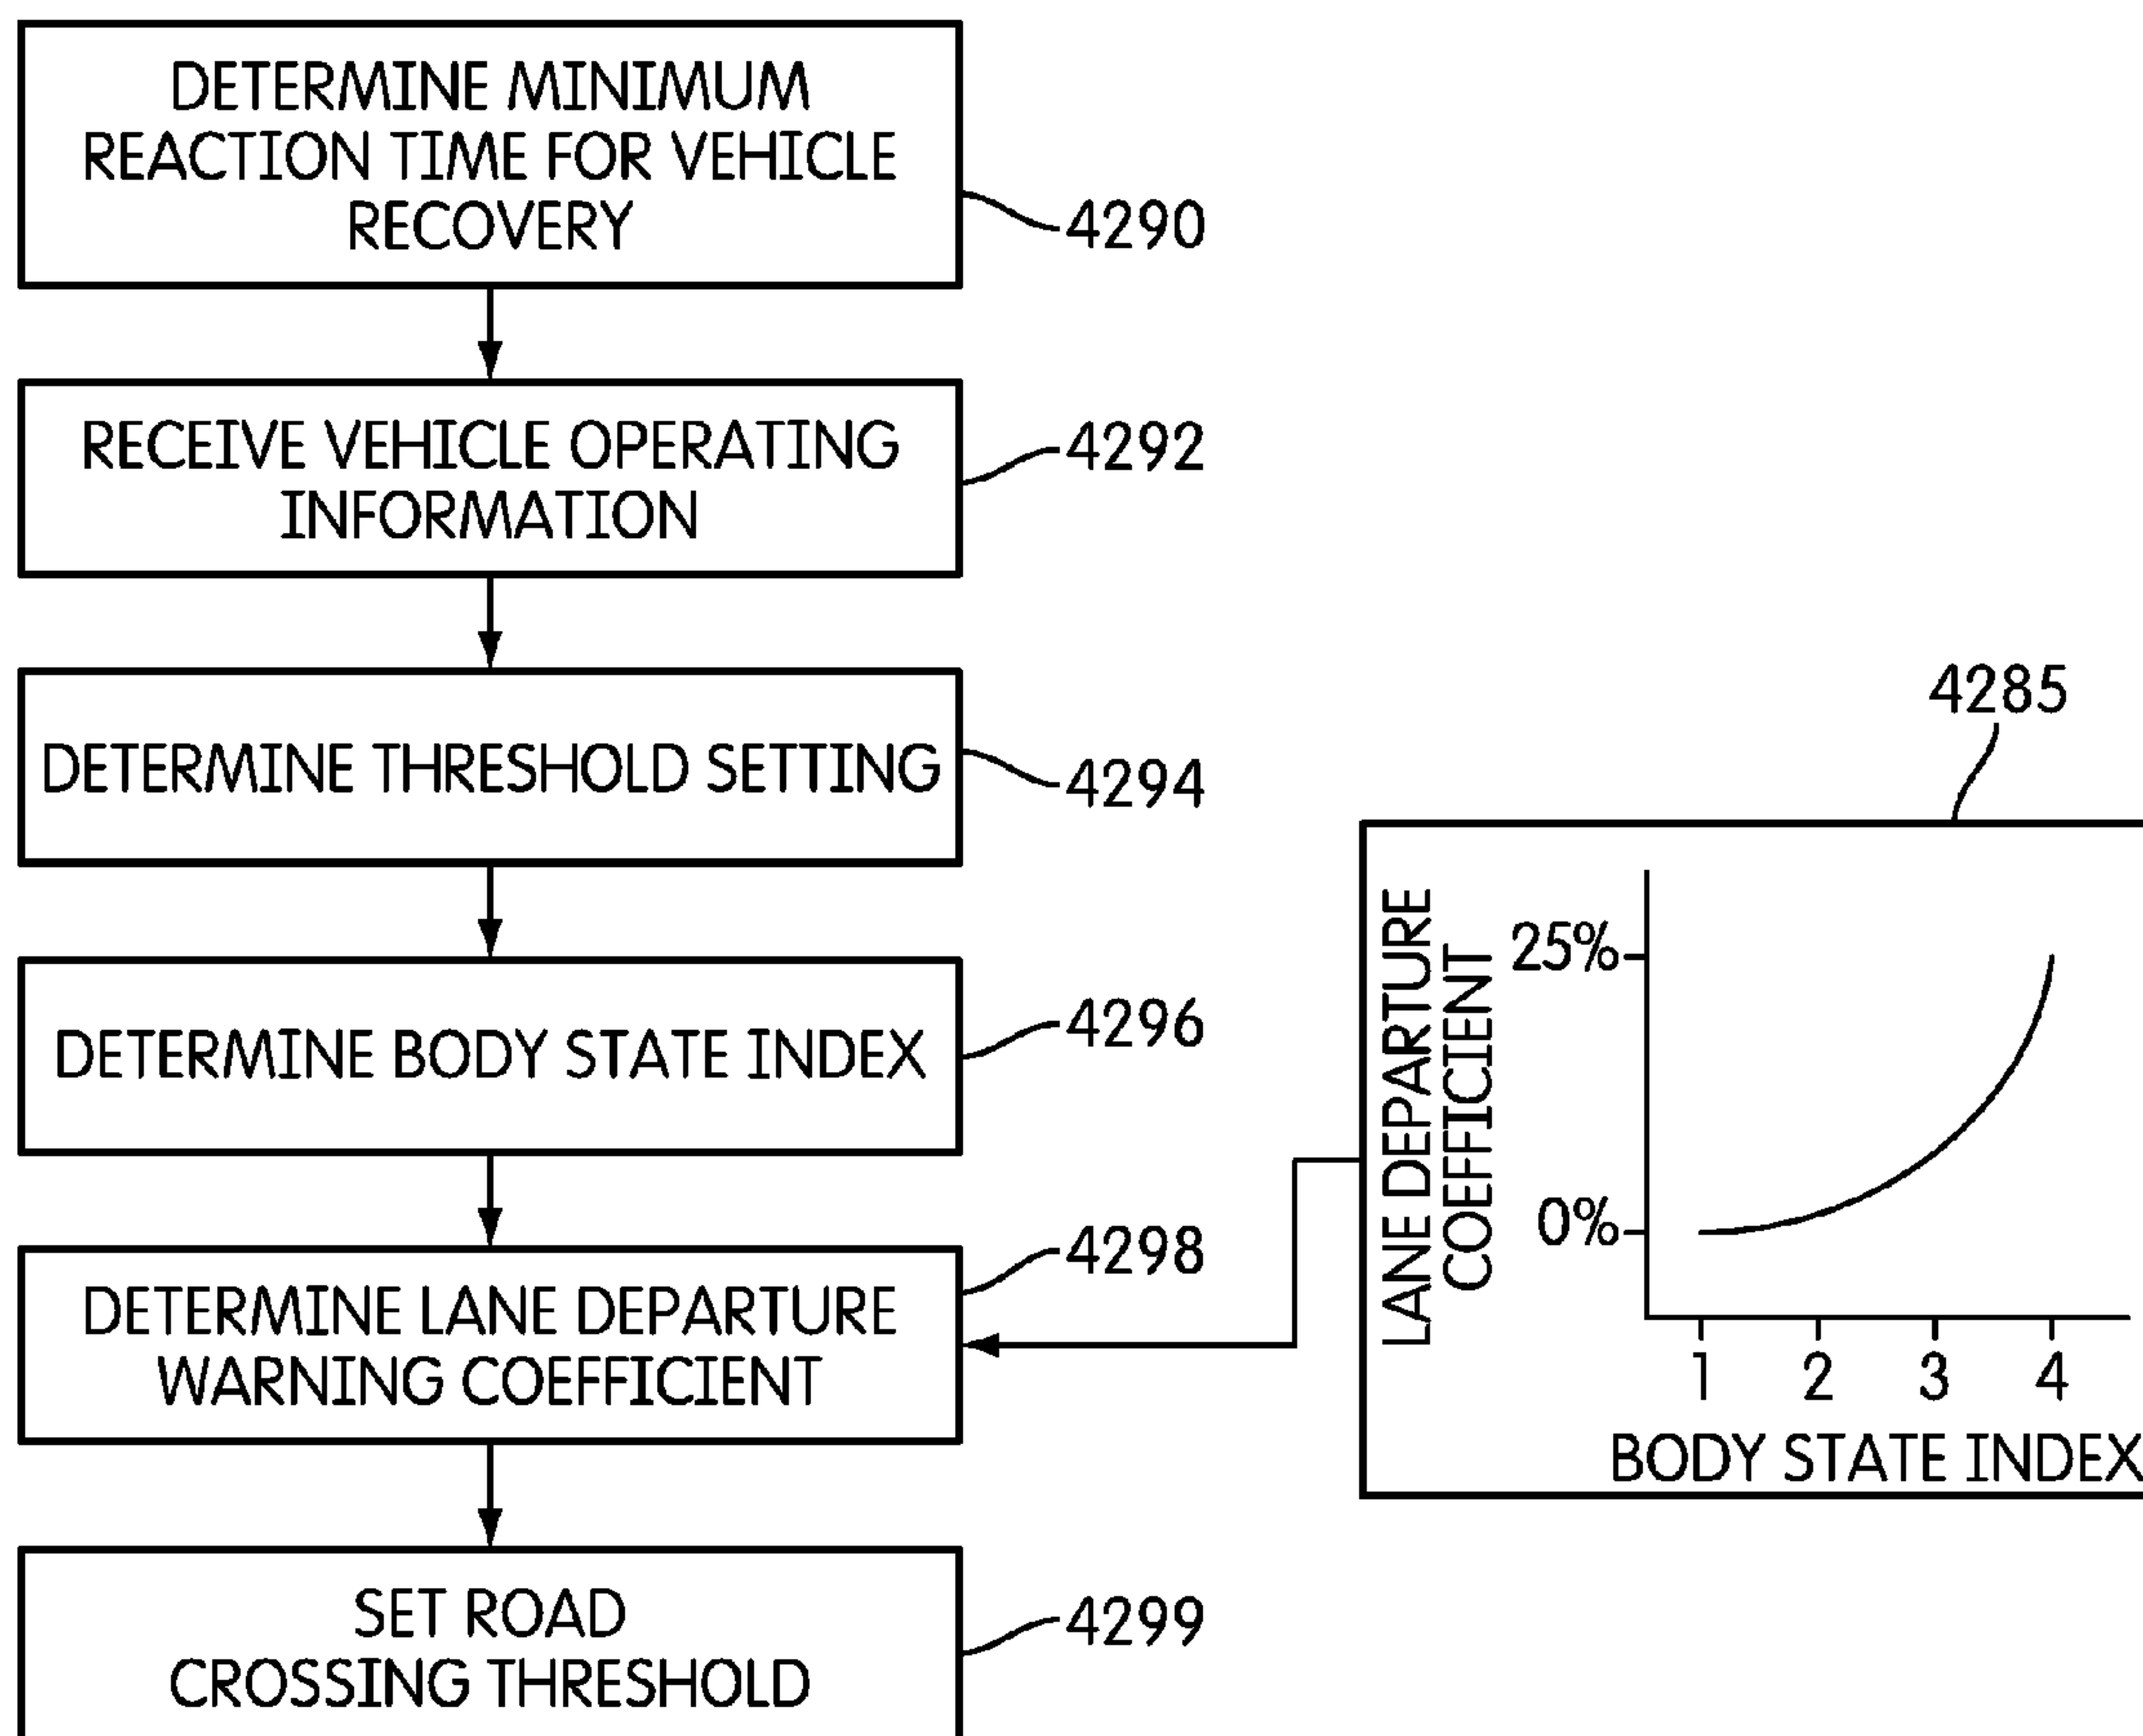 DETERMINE MINIMUM
REACTION TIME FOR VEHICLE
RECOVERY
4290
RECEIVE VEHICLE OPERATING
INFORMATION
4292
DETERMINE THRESHOLD SETTING
4294
DETERMINE BODY STATE INDEX
4296
DETERMINE LANE DEPARTURE
WARNING COEFFICIENT
4298
SET ROAD
CROSSING THRESHOLD
4299
4285
LANE DEPARTURE
COEFFICIENT
25%
0%
1 2 3 4
BODY STATE INDEX